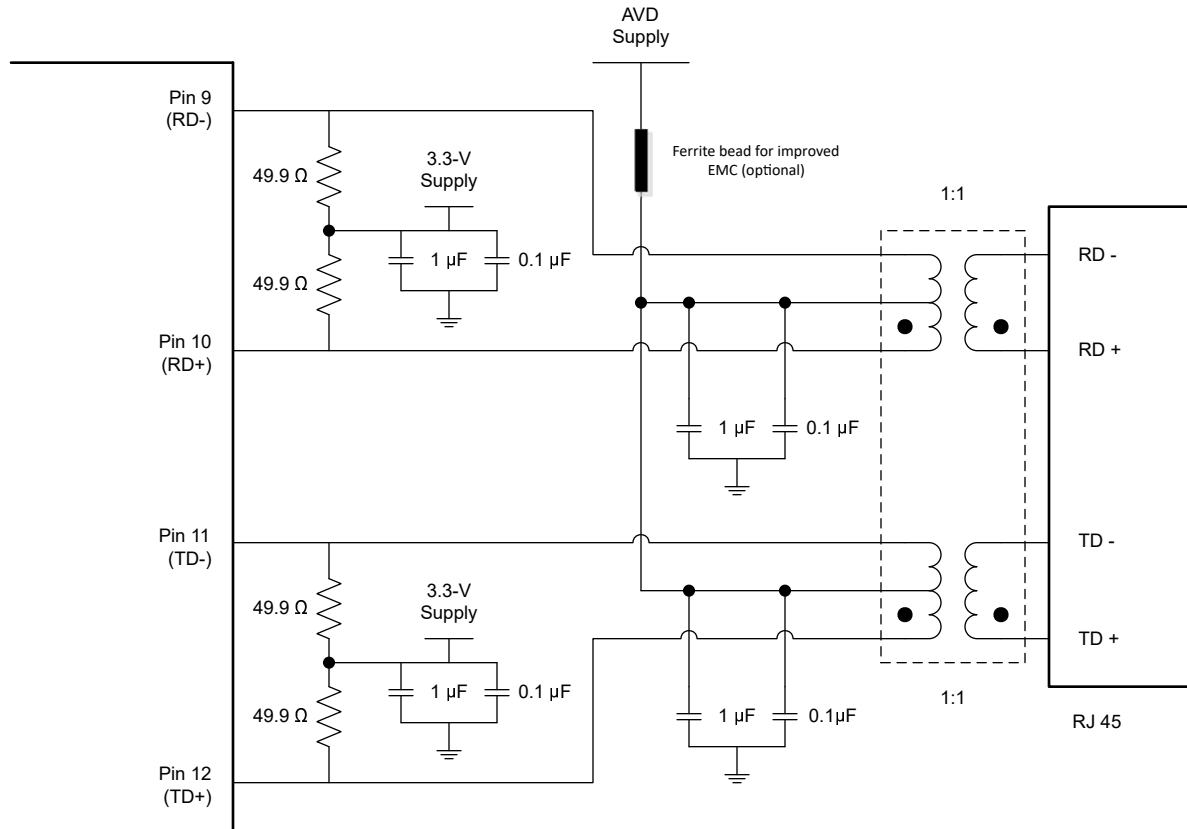 AVD
Supply
Pin 9
(RD-)
Ferrite bead for improved
EMC (optional)
49.9 Ω
3.3-V
Supply
1:1
1 µF
0.1 µF
RD -
49.9 Ω
Pin 10
(RD+)
RD +
1 µF
0.1 µF
Pin 11
(TD-)
TD -
49.9 Ω
3.3-V
Supply
TD +
1 µF
0.1 µF
49.9 Ω
1 µF
0.1µF
1:1
RJ 45
Pin 12
(TD+)